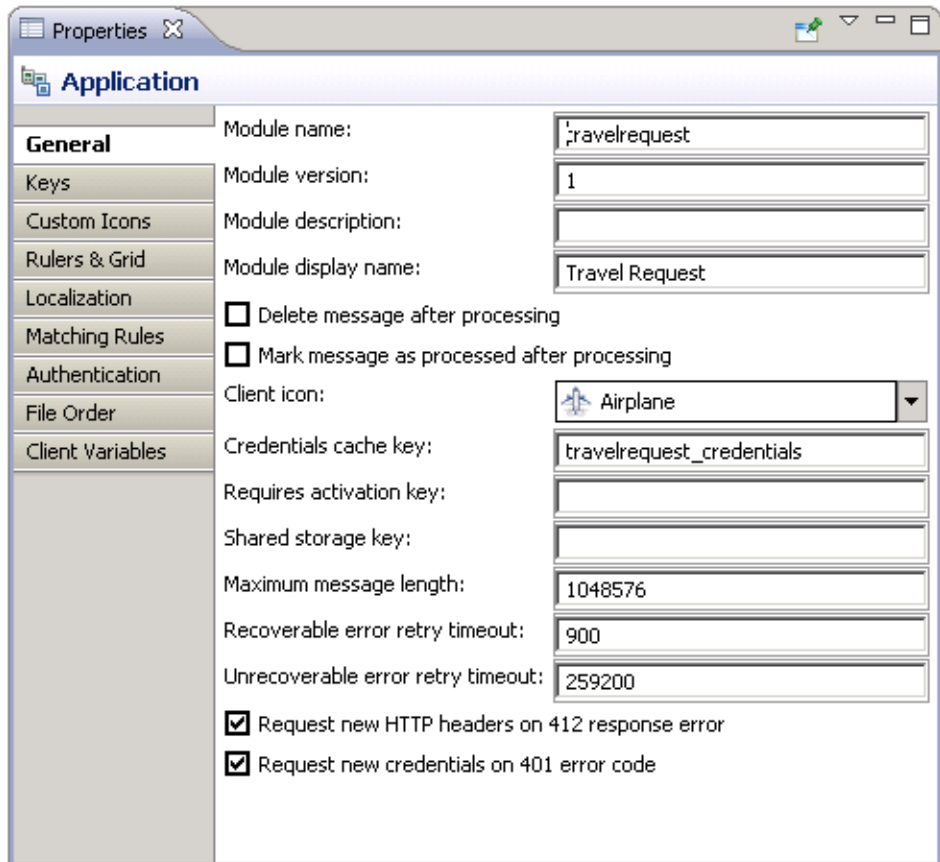 Properties
Application
General
Keys
Custom Icons
Rulers & Grid
Localization
Matching Rules
Authentication
File Order
Client Variables
Module name: travelrequest
Module version: 1
Module description:
Module display name: Travel Request
Delete message after processing
Mark message as processed after processing
Client icon: Airplane
Credentials cache key: travelrequest_credentials
Requires activation key:
Shared storage key:
Maximum message length: 1048576
Recoverable error retry timeout: 900
Unrecoverable error retry timeout: 259200
Request new HTTP headers on 412 response error
Request new credentials on 401 error code